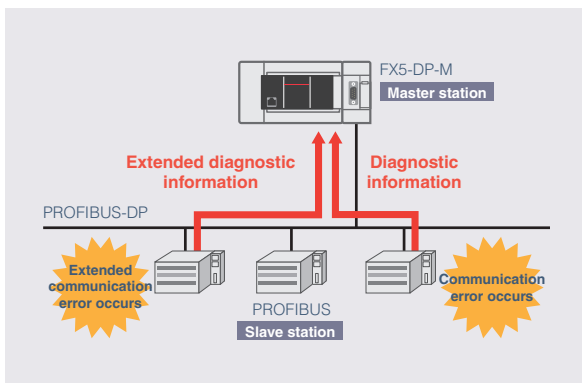 FX5-DP-M
Master station
Extended diagnostic
information
Diagnostic
information
PROFIBUS-DP
Extended
communication
error occurs
PROFIBUS
Slave station
Communication
error occurs